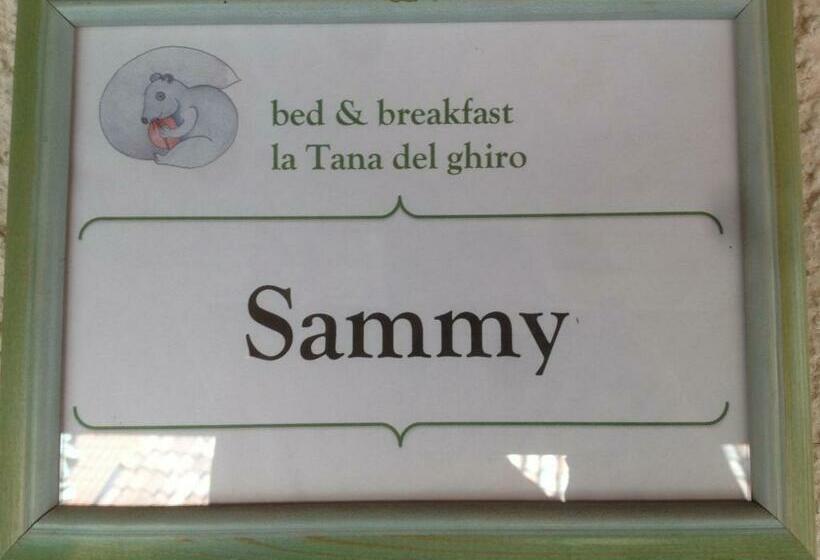 bed & breakfast
la Tana del ghiro
Sammy